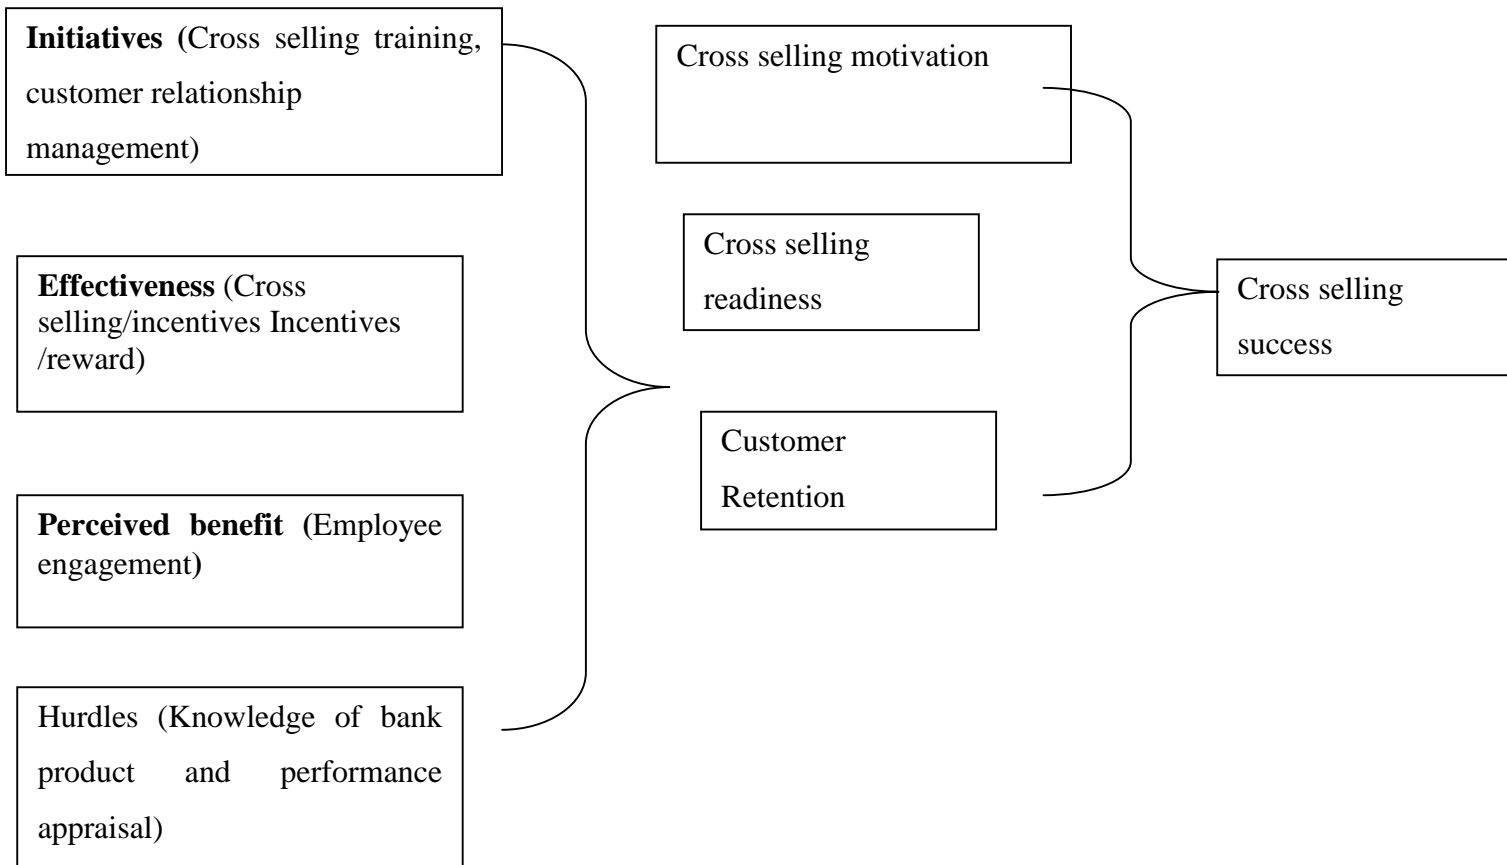 Initiatives (Cross selling training,
customer relationship
management)
Effectiveness (Cross
selling/incentives Incentives
/reward)
Perceived benefit (Employee
engagement)
Hurdles (Knowledge of bank
product and performance
appraisal)
Cross selling motivation
Cross selling
readiness
Customer
Retention
Cross selling
success